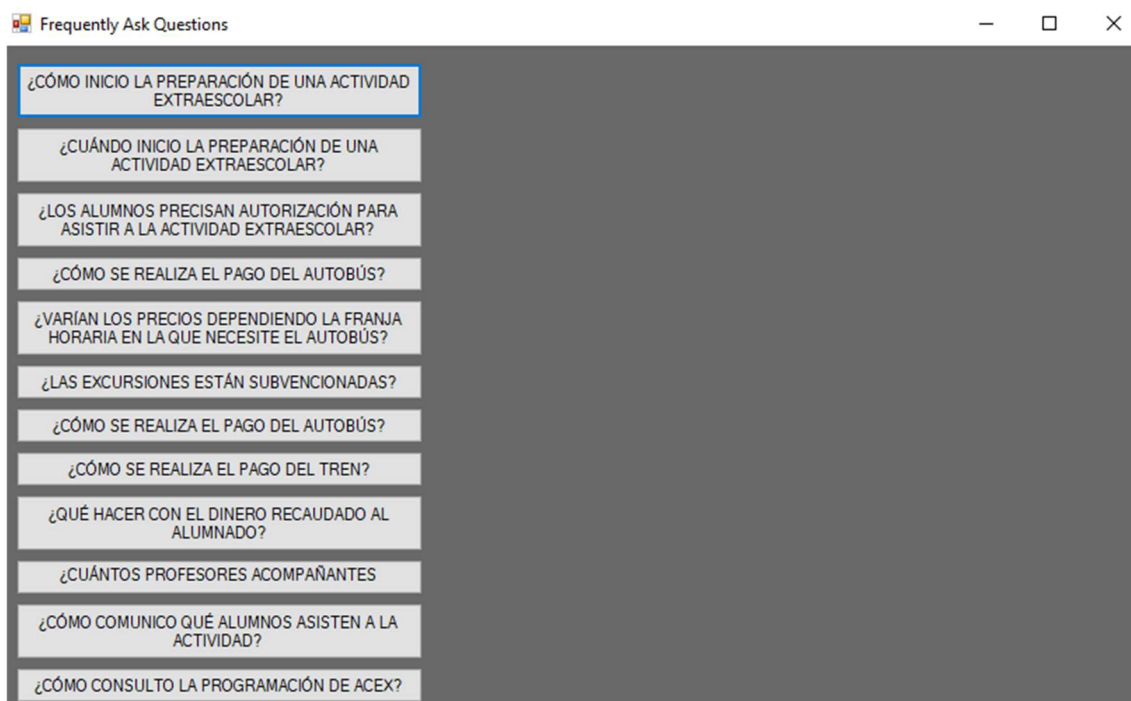 Frequently Ask Questions
¿CÓMO INICIO LA PREPARACIÓN DE UNA ACTIVIDAD
EXTRAESCOLAR?
¿CUÁNDO INICIO LA PREPARACIÓN DE UNA
ACTIVIDAD EXTRAESCOLAR?
¿LOS ALUMNOS PRECISAN AUTORIZACIÓN PARA
ASISTIR A LA ACTIVIDAD EXTRAESCOLAR?
¿CÓMO SE REALIZA EL PAGO DEL AUTOBÚS?
¿VARÍAN LOS PRECIOS DEPENDIENDO LA FRANJA
HORARIA EN LA QUE NECESITE EL AUTOBÚS?
¿LAS EXCURSIONES ESTÁN SUBVENCIONADAS?
¿CÓMO SE REALIZA EL PAGO DEL AUTOBÚS?
¿CÓMO SE REALIZA EL PAGO DEL TREN?
¿QUÉ HACER CON EL DINERO RECAUDADO AL
ALUMNADO?
¿CUÁNTOS PROFESORES ACOMPAÑANTES
¿CÓMO COMUNICO QUÉ ALUMNOS ASISTEN A LA
ACTIVIDAD?
¿CÓMO CONSULTO LA PROGRAMACIÓN DE ACEX?